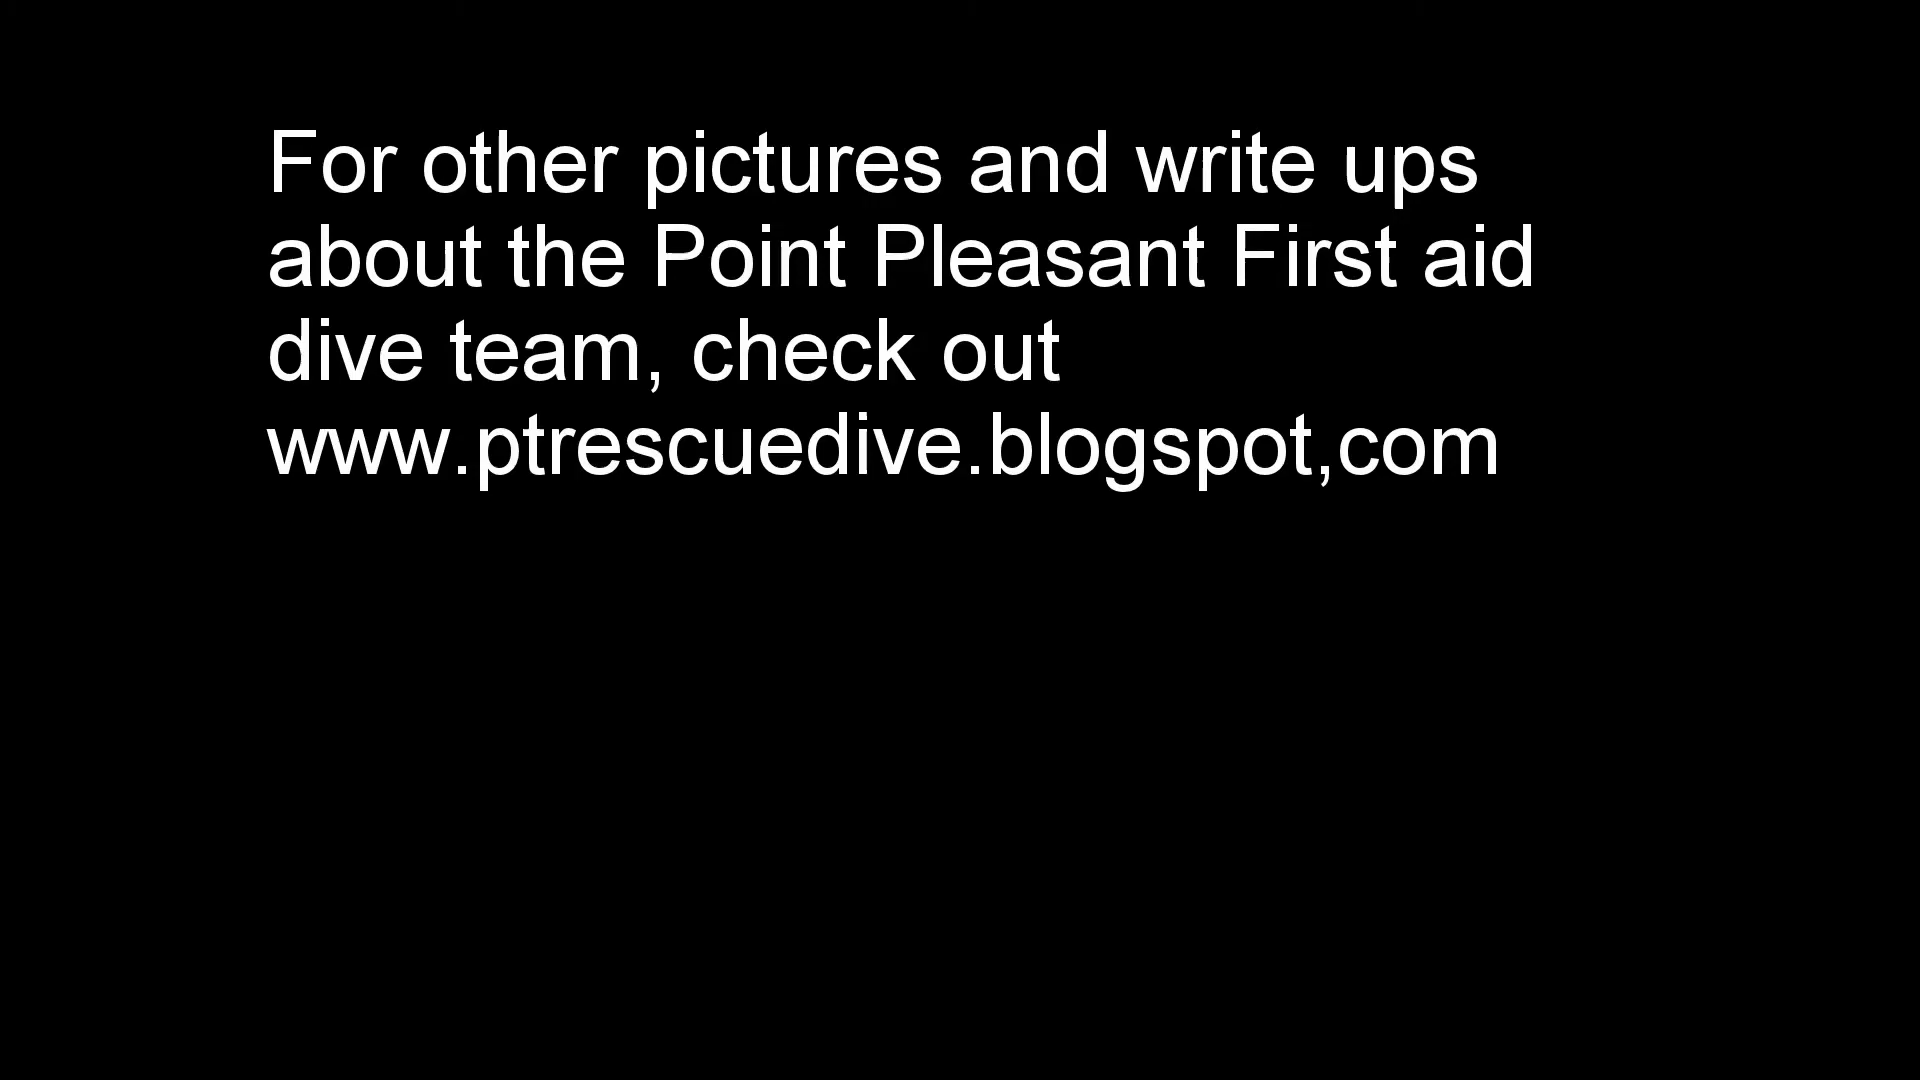 For other pictures and write ups
about the Point Pleasant First aid
dive team, check out
www.ptrescuedive.blogspot,com